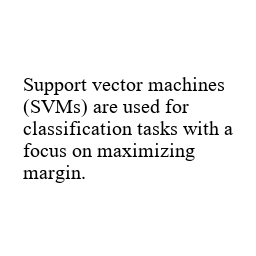 Support vector machines
(SVMs) are used for
classification tasks with a
focus on maximizing
margin.